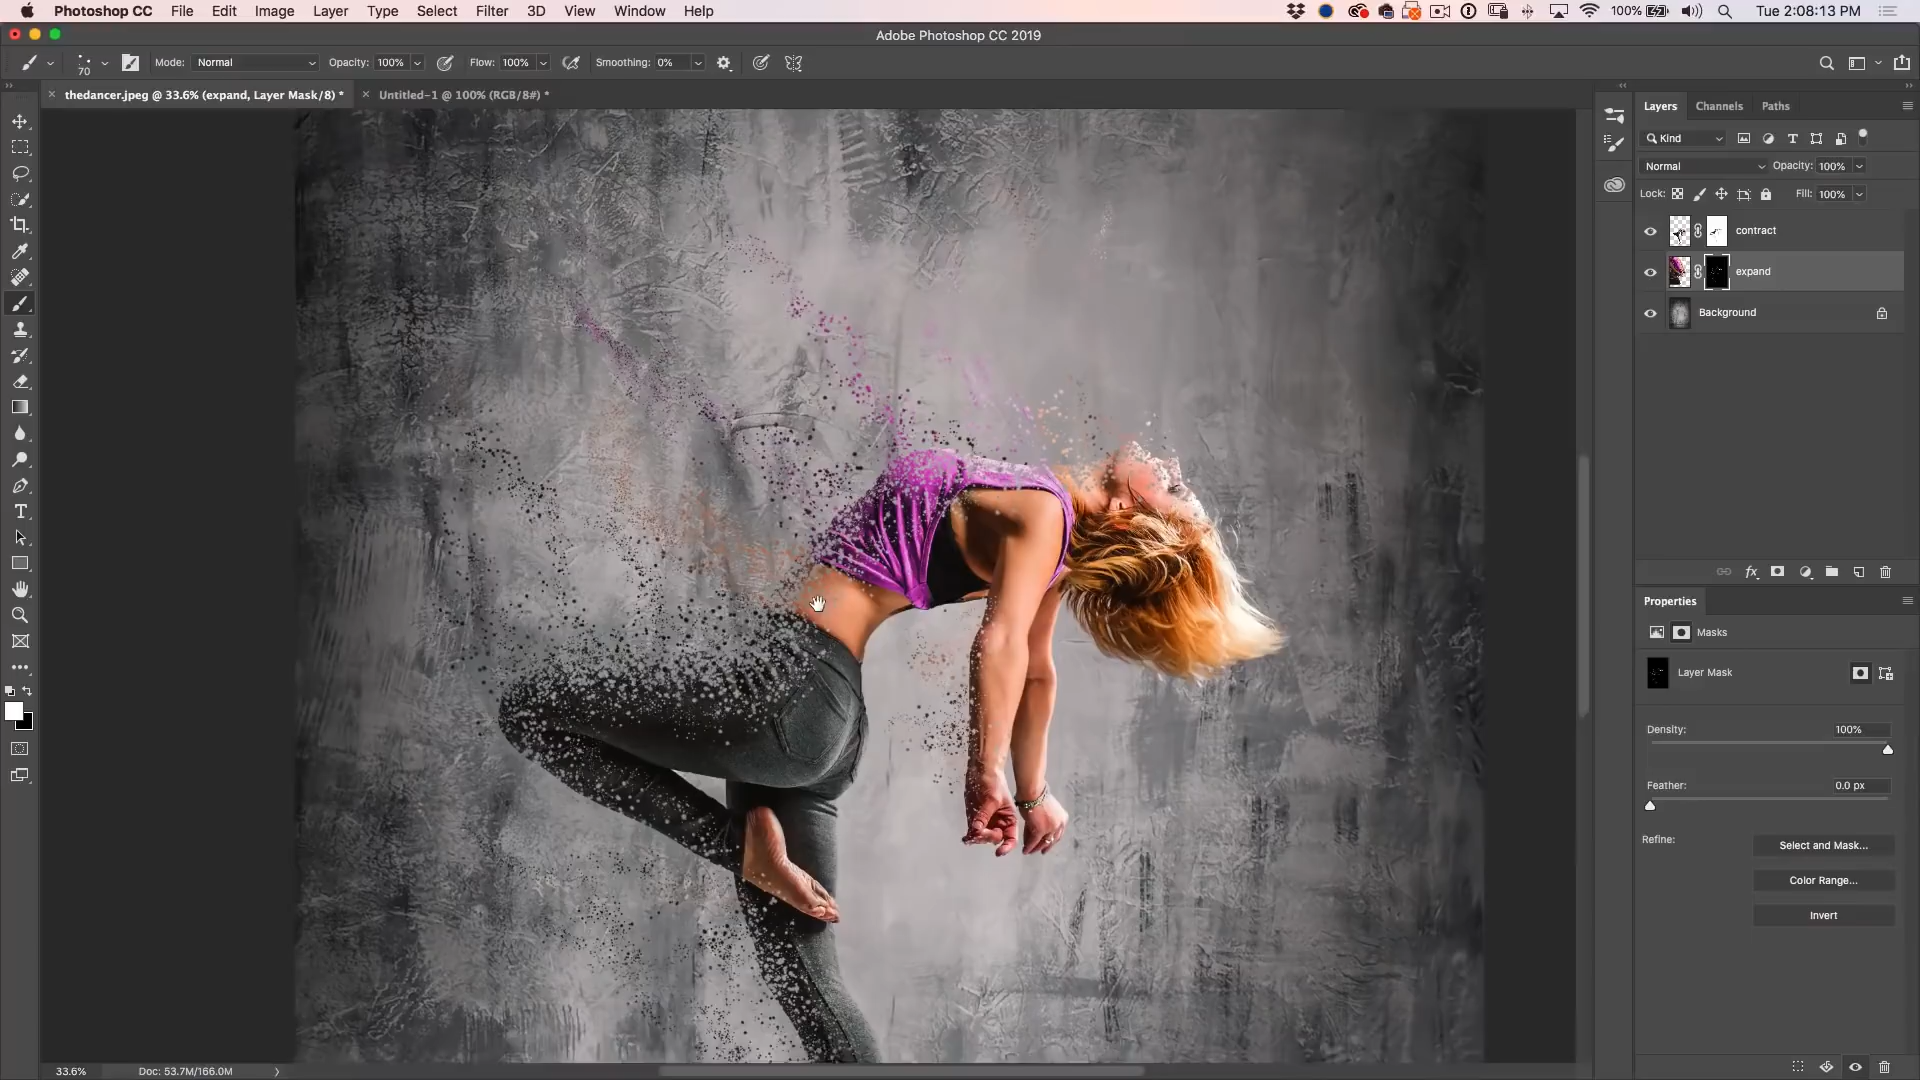 Photoshop CC File Edit Image Layer Type Select Filter 3D View Window Help 100% Tue 2:08:13 PM
Adobe Photoshop CC 2019
70 Mode: Normal Opacity: 100% Flow: 100% Smoothing: 0%
thedancer.jpeg @ 33.6% (expand, Layer Mask/8) * Untitled-1 @ 100% (RGB/8#) *
Layers Channels Paths
Kind
Normal Opacity: 100%
Lock: Fill: 100%
contract
expand
Background
fx
Properties
Masks
Layer Mask
Density: 100%
Feather: 0.0 px
Refine: Select and Mask...
Color Range...
Invert
33.6% Doc: 53.7M/166.0M